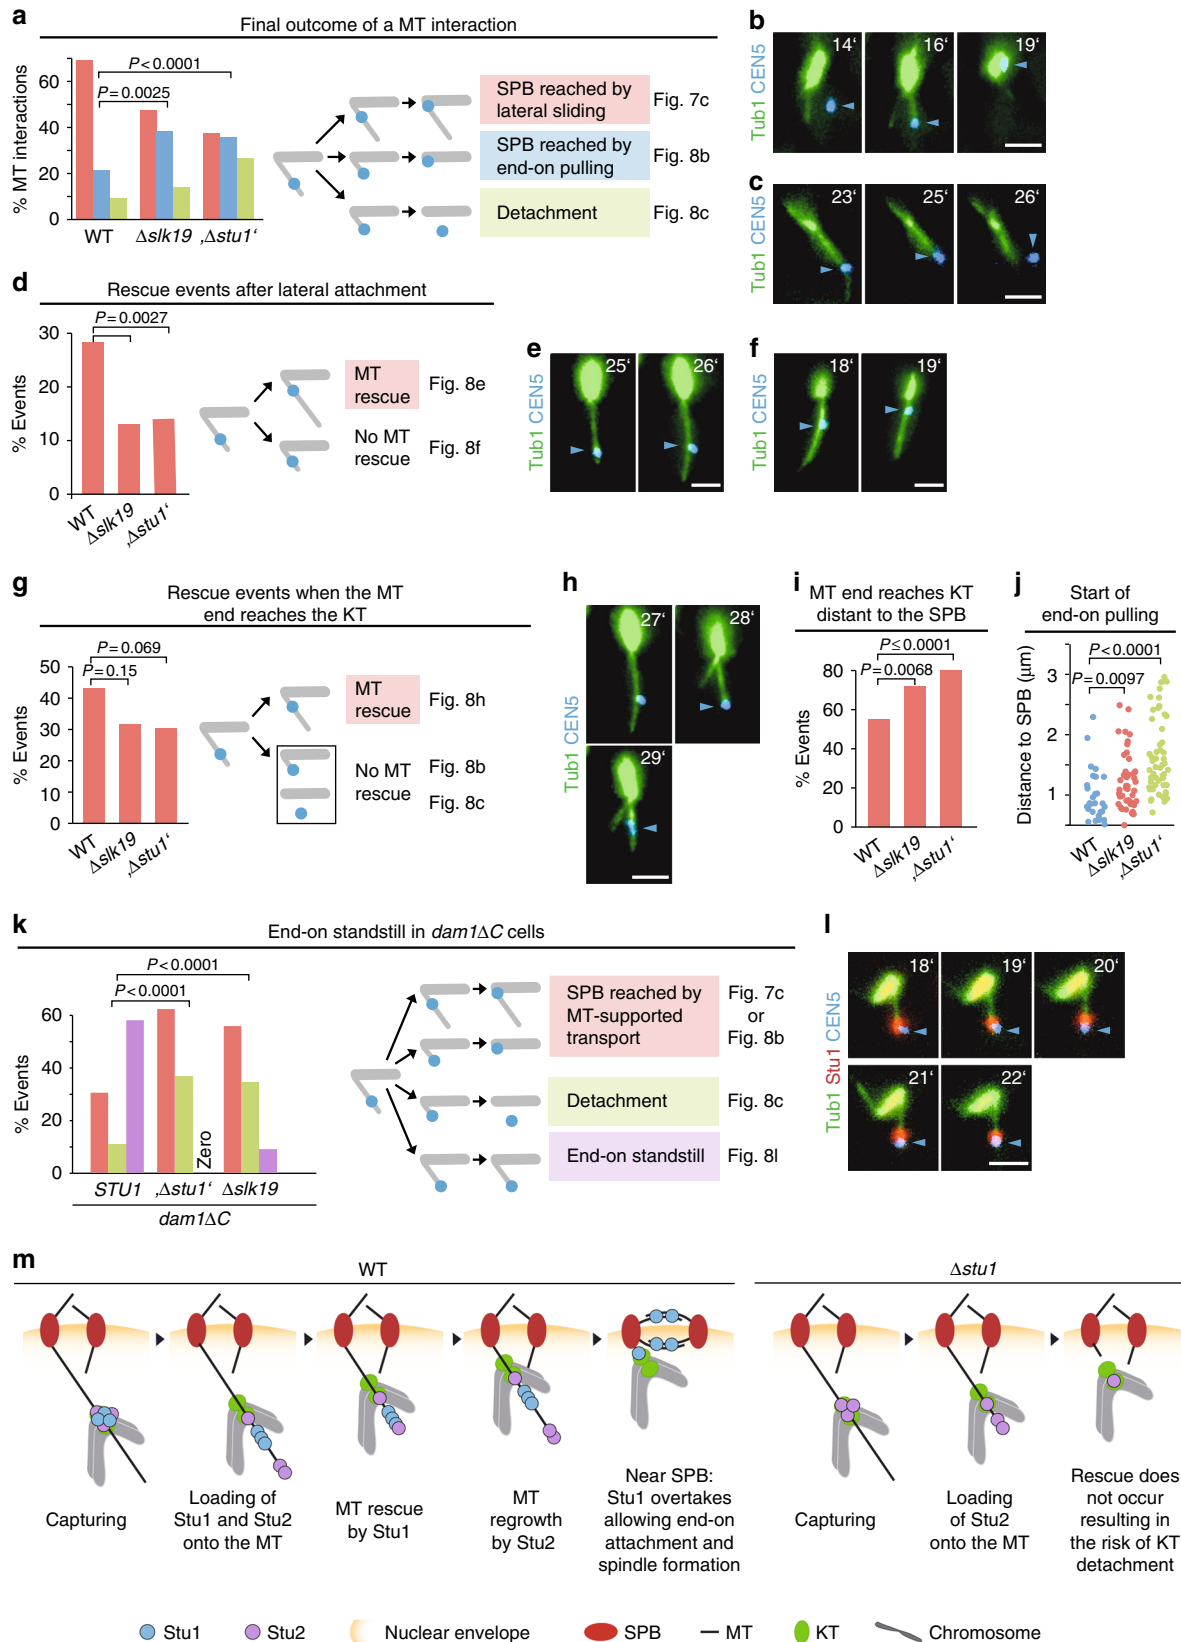 a
Final outcome of a MT interaction
% MT interactions
60
40
20
0
P < 0.0001
P = 0.0025
WT
Δslk19
‚Δstu1‘
SPB reached by
lateral sliding
Fig. 7c
SPB reached by
end-on pulling
Fig. 8b
Detachment
Fig. 8c
b
Tub1 CEN5
14‘
16‘
19‘
c
Tub1 CEN5
23‘
25‘
26‘
d
Rescue events after lateral attachment
% Events
30
20
10
0
P = 0.0027
WT
Δslk19
‚Δstu1‘
MT
rescue
Fig. 8e
No MT
rescue
Fig. 8f
e
Tub1 CEN5
25‘
26‘
f
Tub1 CEN5
18‘
19‘
g
Rescue events when the MT
end reaches the KT
% Events
50
40
30
20
10
0
P = 0.069
P = 0.15
WT
Δslk19
‚Δstu1‘
MT
rescue
Fig. 8h
No MT
rescue
Fig. 8b
Fig. 8c
h
Tub1 CEN5
27‘
28‘
29‘
i
MT end reaches KT
distant to the SPB
% Events
80
60
40
20
0
P ≤ 0.0001
P = 0.0068
WT
Δslk19
‚Δstu1‘
j
Start of
end-on pulling
Distance to SPB (μm)
3
2
1
P < 0.0001
P = 0.0097
WT
Δslk19
‚Δstu1‘
k
End-on standstill in dam1ΔC cells
% Events
60
40
20
0
P < 0.0001
P < 0.0001
Zero
STU1
‚Δstu1‘
Δslk19
dam1ΔC
SPB reached by
MT-supported
transport
Fig. 7c
or
Fig. 8b
Detachment
Fig. 8c
End-on standstill
Fig. 8l
l
Tub1 Stu1 CEN5
18‘
19‘
20‘
21‘
22‘
m
WT
Δstu1
Capturing
Loading of
Stu1 and Stu2
onto the MT
MT rescue
by Stu1
MT
regrowth
by Stu2
Near SPB:
Stu1 overtakes
allowing end-on
attachment and
spindle formation
Capturing
Loading
of Stu2
onto the MT
Rescue does
not occur
resulting in
the risk of KT
detachment
Stu1
Stu2
Nuclear envelope
SPB
MT
KT
Chromosome